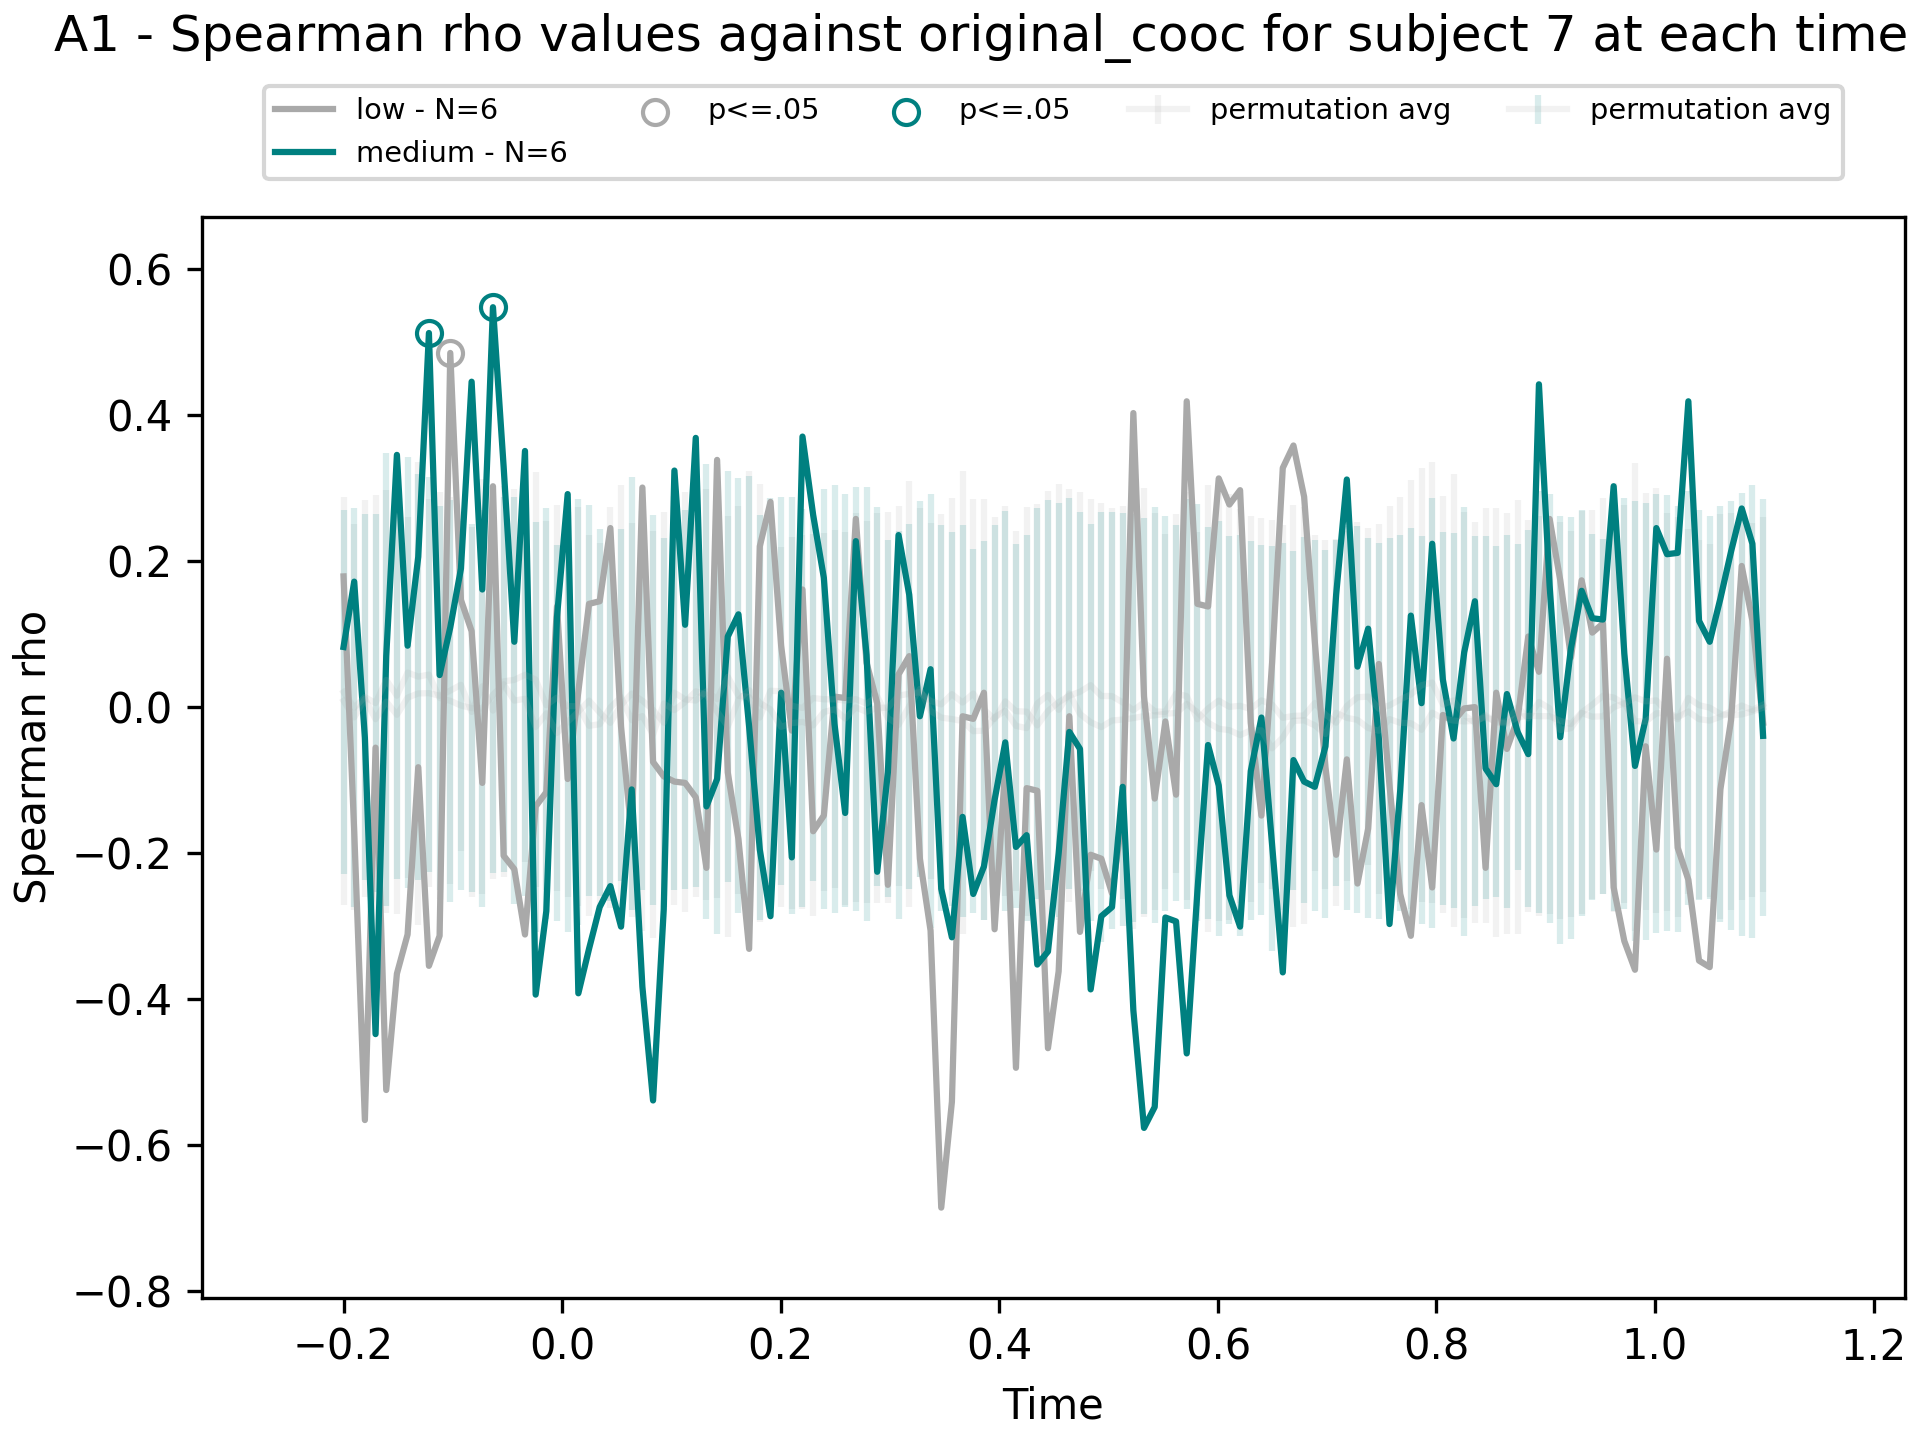 A1 - Spearman rho values against original_cooc for subject 7 at each time
low - N=6
medium - N=6
p<=.05
p<=.05
permutation avg
permutation avg
Spearman rho
0.6
0.4
0.2
0.0
−0.2
−0.4
−0.6
−0.8
−0.2 0.0 0.2 0.4 0.6 0.8 1.0 1.2
Time